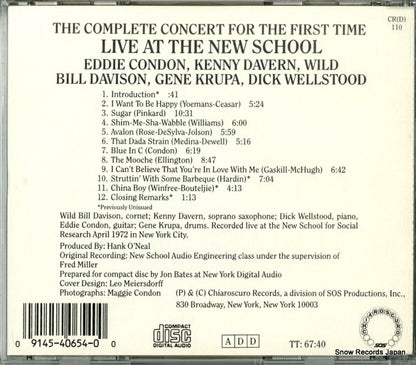 THE COMPLETE CONCERT FOR THE FIRST TIME
LIVE AT THE NEW SCHOOL
EDDIE CONDON, KENNY DAVERN, WILD
BILL DAVISON, GENE KRUPA, DICK WELLSTOOD
CR(D)
110
1. Introduction* :41
2. I Want To Be Happy (Yoemans-Ceasar) 5:24
3. Sugar (Pinkard) 10:31
4. Shim-Me-Sha-Wabble (Williams) 6:00
5. Avalon (Rose-DeSylva-Jolson) 5:59
6. That Dada Strain (Medina-Dewell) 5:16
7. Blue In C (Condon) 6:19
8. The Mooche (Ellington) 8:47
9. I Can't Believe That You're In Love With Me (Gaskill-McHugh) 6:42
10. Struttin' With Some Barbeque (Hardin)* 7:04
11. China Boy (Winfree-Bouteljie)* 4:13
12. Closing Remarks* 1:13
*Previously Unissued
Wild Bill Davison, cornet; Kenny Davern, soprano saxophone; Dick Wellstood, piano,
Eddie Condon, guitar; Gene Krupa, drums. Recorded live at the New School for Social
Research April 1972 in New York City.
Produced By: Hank O'Neal
Original Recording: New School Audio Engineering class under the supervision of
Fred Miller
Prepared for compact disc by Jon Bates at New York Digital Audio
Cover Design: Leo Meiersdorff
Photographs: Maggie Condon
(P) & (C) Chiaroscuro Records, a division of SOS Productions, Inc.,
830 Broadway, New York, New York 10003
0 9145-40654-0 0
COMPACT
disc
DIGITAL AUDIO
A D D
TT: 67:40
CHIAROSCURO
SOS
Snow Records Japan
snowrecords.jp